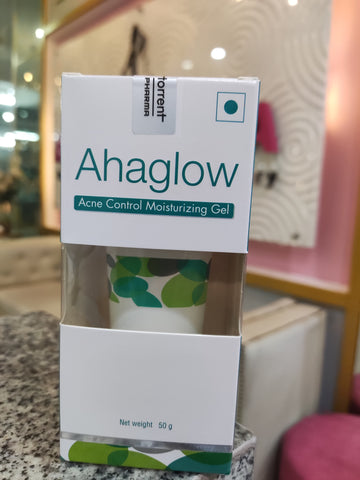 torrent
PHARMA
Ahaglow
Acne Control Moisturizing Gel
Net weight 50 g